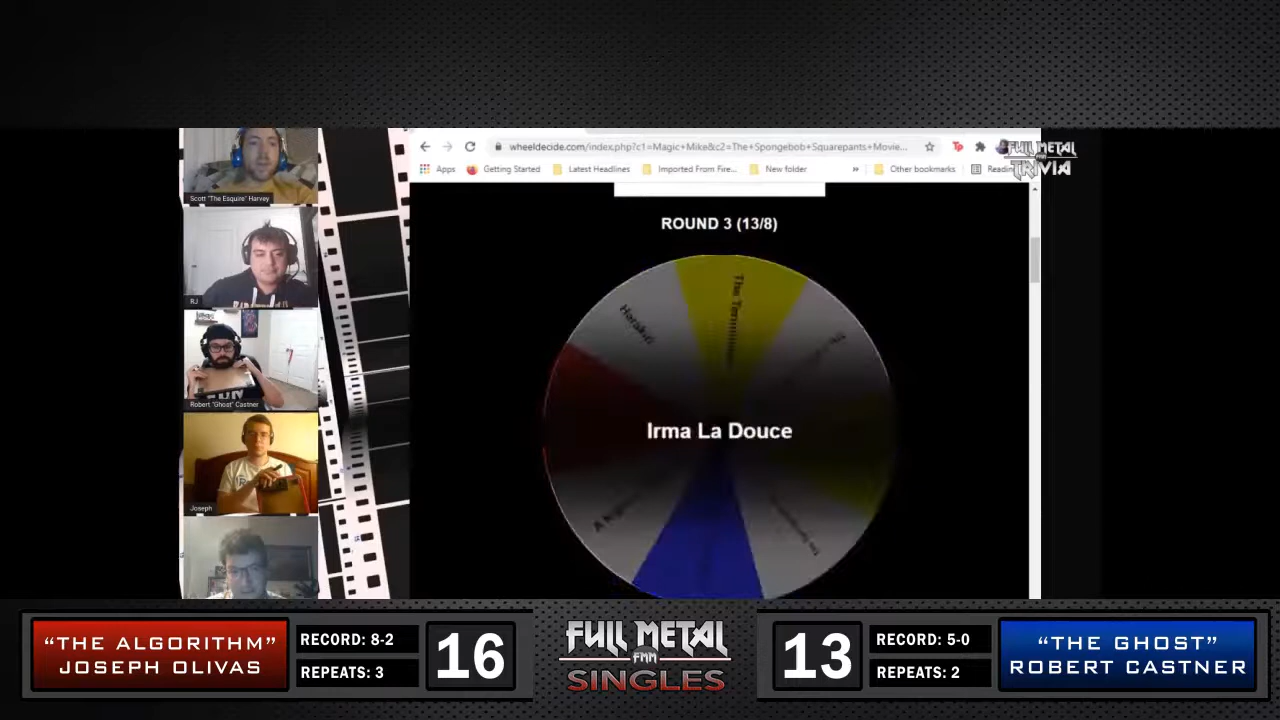 wheeldecide.com/index.php?c1=Magic+Mike&c2=The+Spongebob+Squarepants+Movie...
FULL METAL
TRIVIA
Apps
Getting Started
Latest Headlines
Imported From Fire...
New folder
»
Other bookmarks
ROUND 3 (13/8)
Irma La Douce
Scott "The Esquire" Harvey
RJ
Robert "Ghost" Castner
Joseph
"THE ALGORITHM"
JOSEPH OLIVAS
RECORD: 8-2
REPEATS: 3
16
FULL METAL
FMM
SINGLES
13
RECORD: 5-0
REPEATS: 2
"THE GHOST"
ROBERT CASTNER